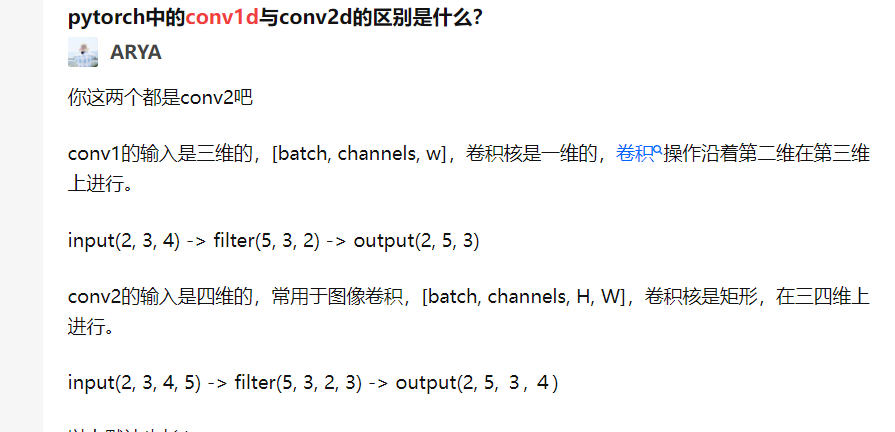 pytorch中的conv1d与conv2d的区别是什么？
ARYA
你这两个都是conv2吧
conv1的输入是三维的，[batch, channels, w]，卷积核是一维的，卷积操作沿着第二维在第三维
上进行。
input(2, 3, 4) -> filter(5, 3, 2) -> output(2, 5, 3)
conv2的输入是四维的，常用于图像卷积，[batch, channels, H, W]，卷积核是矩形，在三四维上
进行。
input(2, 3, 4, 5) -> filter(5, 3, 2, 3) -> output(2, 5, ３, ４)